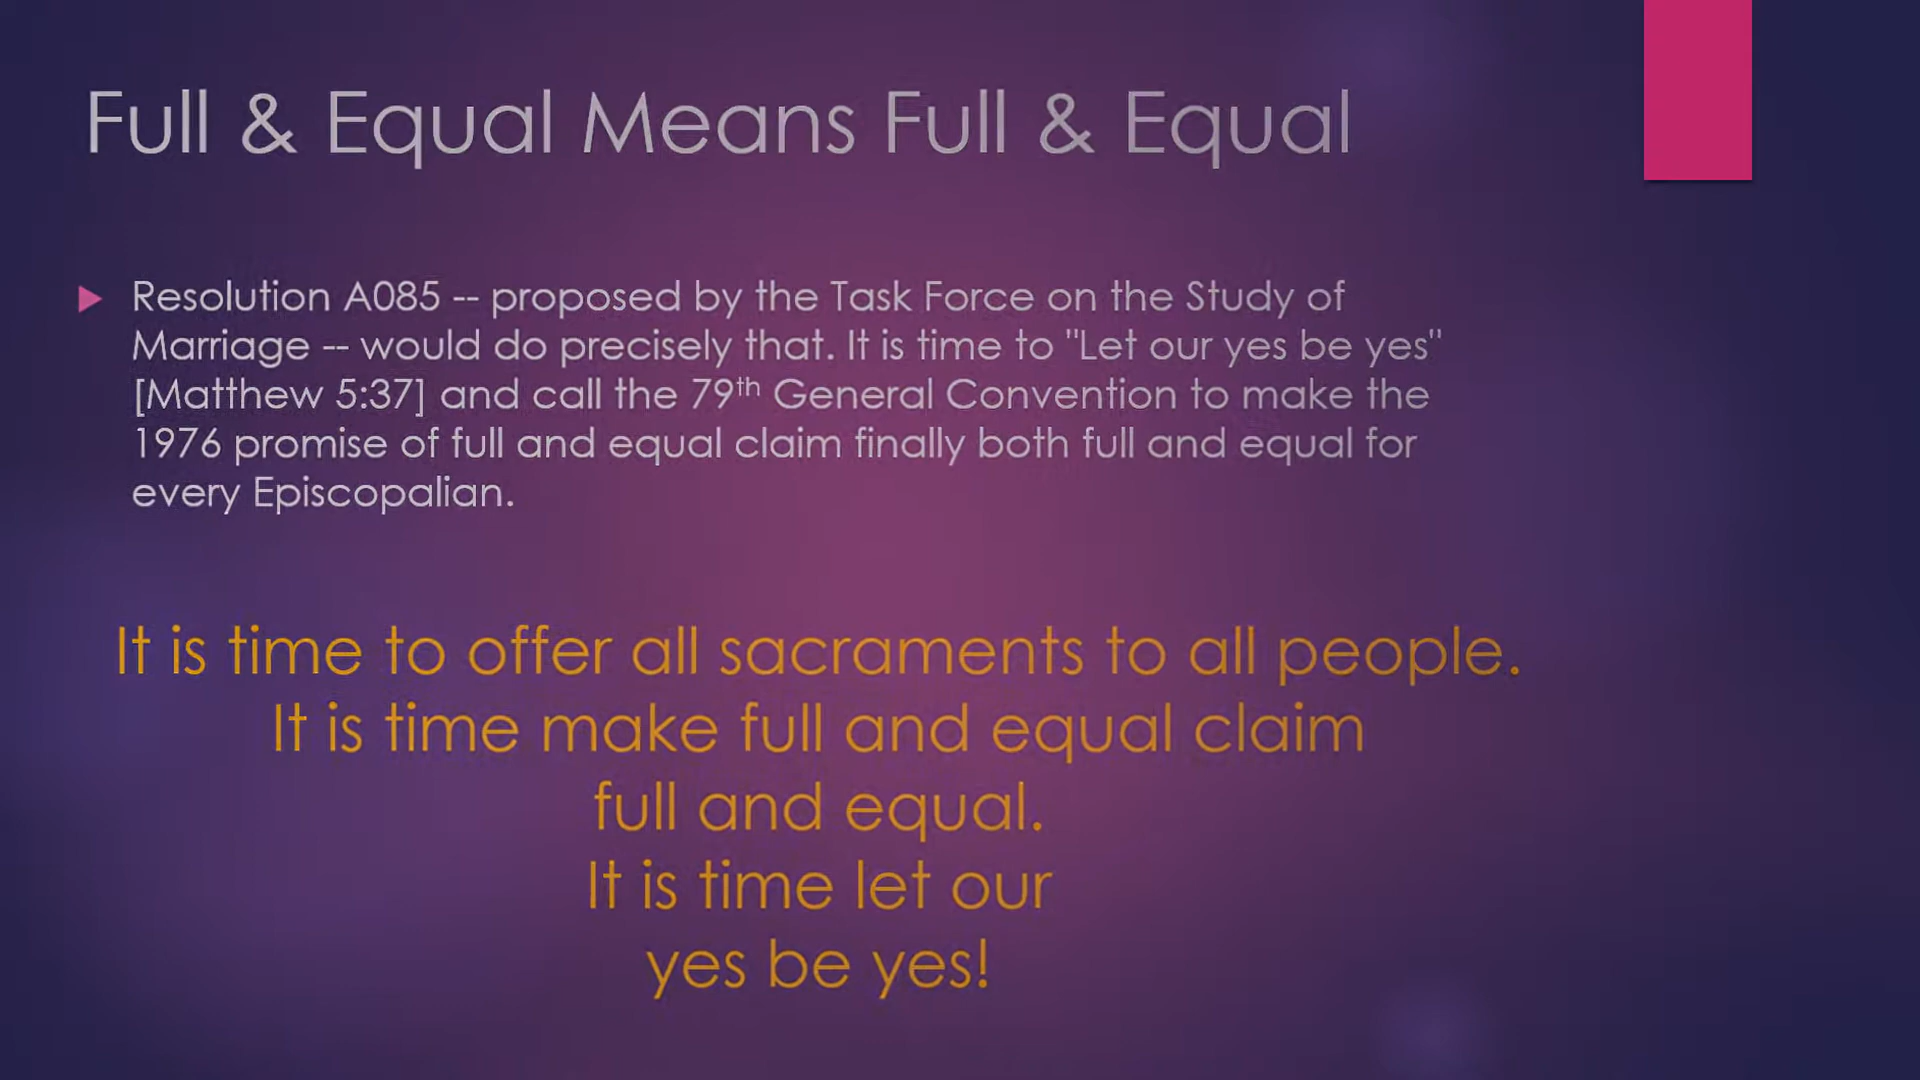 Full & Equal Means Full & Equal
Resolution A085 -- proposed by the Task Force on the Study of
Marriage -- would do precisely that. It is time to "Let our yes be yes"
[Matthew 5:37] and call the 79th General Convention to make the
1976 promise of full and equal claim finally both full and equal for
every Episcopalian.
It is time to offer all sacraments to all people.
It is time make full and equal claim
full and equal.
It is time let our
yes be yes!